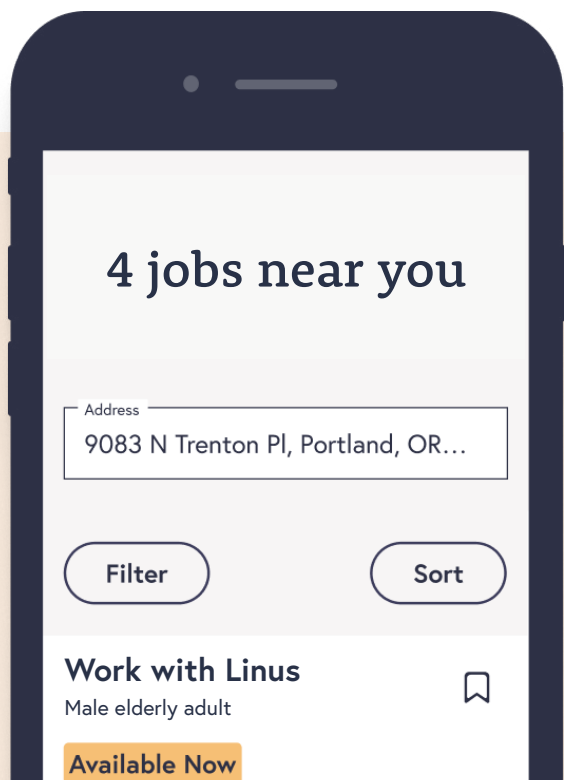 4 jobs near you
Address
9083 N Trenton Pl, Portland, OR...
Filter
Sort
Work with Linus
Male elderly adult
Available Now